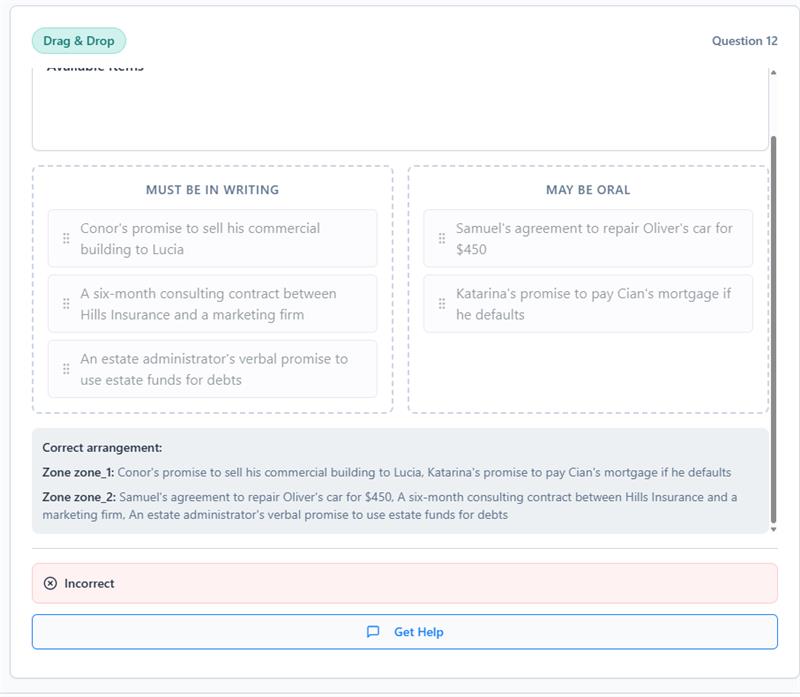 Drag & Drop
Question 12
Available Items
MUST BE IN WRITING
Conor's promise to sell his commercial
building to Lucia
A six-month consulting contract between
Hills Insurance and a marketing firm
An estate administrator's verbal promise to
use estate funds for debts
MAY BE ORAL
Samuel's agreement to repair Oliver's car for
$450
Katarina's promise to pay Cian's mortgage if
he defaults
Correct arrangement:
Zone zone_1: Conor's promise to sell his commercial building to Lucia, Katarina's promise to pay Cian's mortgage if he defaults
Zone zone_2: Samuel's agreement to repair Oliver's car for $450, A six-month consulting contract between Hills Insurance and a
marketing firm, An estate administrator's verbal promise to use estate funds for debts
Incorrect
Get Help